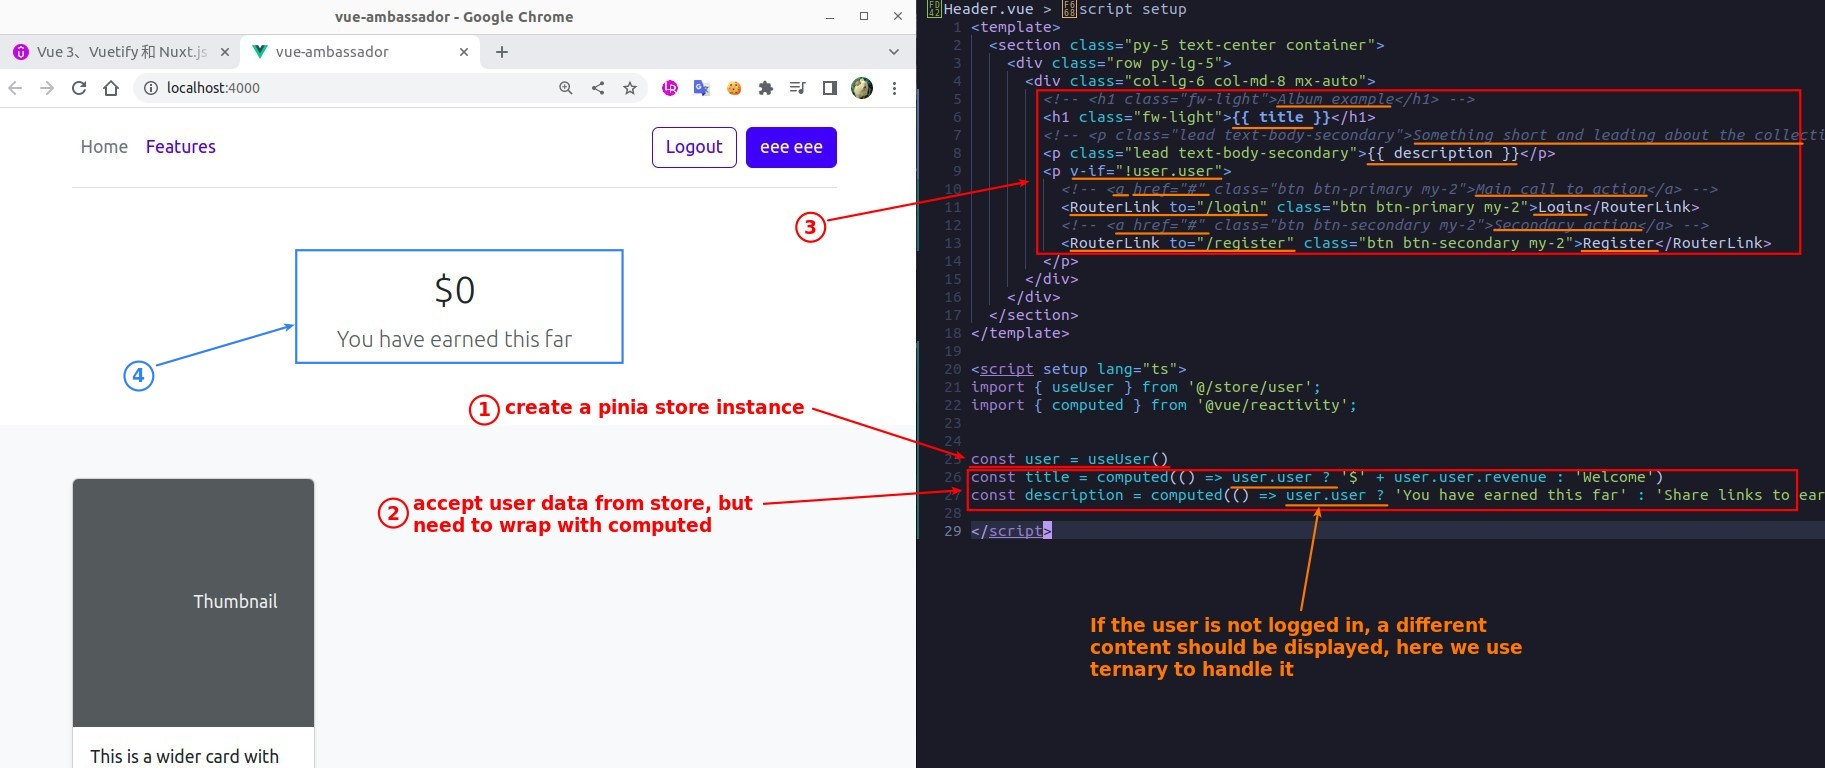 vue-ambassador - Google Chrome
Vue 3、Vuetify 和 Nuxt.js
vue-ambassador
localhost:4000
Home
Features
Logout
eee eee
$0
You have earned this far
Thumbnail
This is a wider card with
3
4
1 create a pinia store instance
2 accept user data from store, but
need to wrap with computed
Header.vue > script setup
1 <template>
2 <section class="py-5 text-center container">
3 <div class="row py-lg-5">
4 <div class="col-lg-6 col-md-8 mx-auto">
5 <!-- <h1 class="fw-light">Album example</h1> -->
6 <h1 class="fw-light">{{ title }}</h1>
7 <!-- <p class="lead text-body-secondary">Something short and leading about the collecti
8 <p class="lead text-body-secondary">{{ description }}</p>
9 <p v-if="!user.user">
10 <!-- <a href="#" class="btn btn-primary my-2">Main call to action</a> -->
11 <RouterLink to="/login" class="btn btn-primary my-2">Login</RouterLink>
12 <!-- <a href="#" class="btn btn-secondary my-2">Secondary action</a> -->
13 <RouterLink to="/register" class="btn btn-secondary my-2">Register</RouterLink>
14 </p>
15 </div>
16 </div>
17 </section>
18 </template>
19
20 <script setup lang="ts">
21 import { useUser } from '@/store/user';
22 import { computed } from '@vue/reactivity';
23
24
25 const user = useUser()
26 const title = computed(() => user.user ? '$' + user.user.revenue : 'Welcome')
27 const description = computed(() => user.user ? 'You have earned this far' : 'Share links to ear
28
29 </script>
If the user is not logged in, a different
content should be displayed, here we use
ternary to handle it